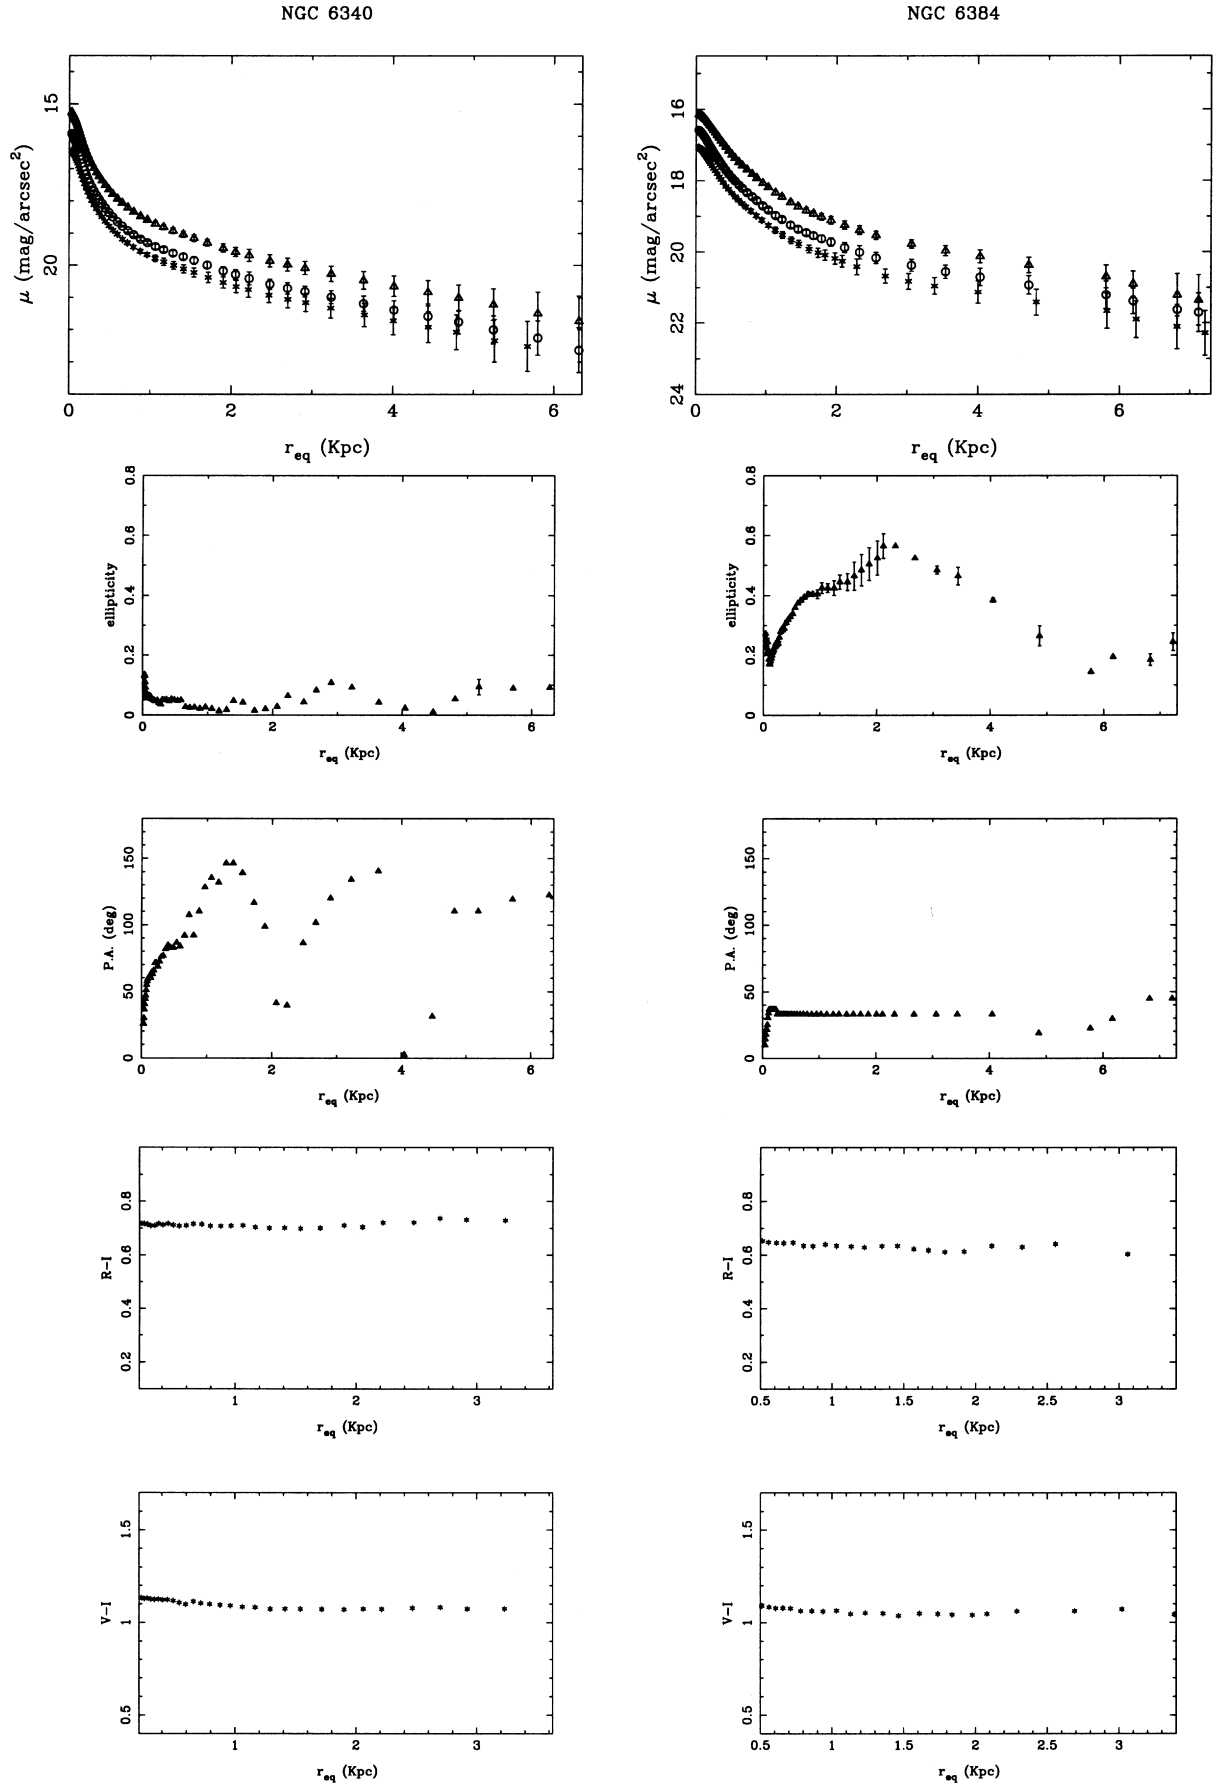 NGC 6340
NGC 6384
15
20
μ (mag/arcsec²)
0 2 4 6
r_eq (Kpc)
16
18
20
22
24
μ (mag/arcsec²)
0 2 4 6
r_eq (Kpc)
0.8
0.6
0.4
0.2
0
ellipticity
0 2 4 6
r_eq (Kpc)
0.8
0.6
0.4
0.2
0
ellipticity
0 2 4 6
r_eq (Kpc)
150
100
50
0
P.A. (deg)
0 2 4 6
r_eq (Kpc)
150
100
50
0
P.A. (deg)
0 2 4 6
r_eq (Kpc)
0.8
0.6
0.4
0.2
R-I
1 2 3
r_eq (Kpc)
0.8
0.6
0.4
0.2
R-I
0.5 1 1.5 2 2.5 3
r_eq (Kpc)
1.5
1
0.5
V-I
1 2 3
r_eq (Kpc)
1.5
1
0.5
V-I
0.5 1 1.5 2 2.5 3
r_eq (Kpc)